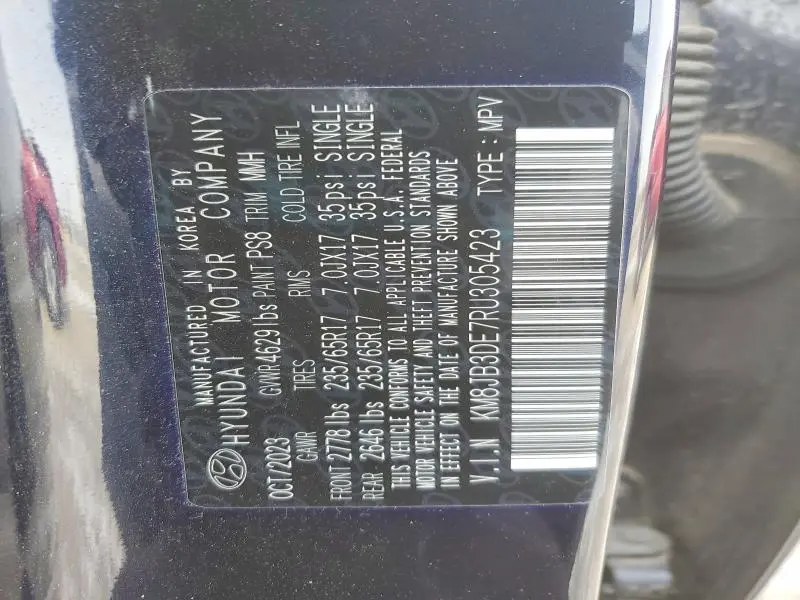 MANUFACTURED IN KOREA BY
HYUNDAI MOTOR COMPANY
OCT/2023 GVWR 4629 lbs PAINT PS8 TRIM MMH
GAWR TIRES RIMS COLD TIRE INFL
FRONT 2778 lbs 235/65R17 7.0JX17 35psi SINGLE
REAR 2646 lbs 235/65R17 7.0JX17 35psi SINGLE
THIS VEHICLE CONFORMS TO ALL APPLICABLE U.S.A. FEDERAL
MOTOR VEHICLE SAFETY AND THEFT PREVENTION STANDARDS
IN EFFECT ON THE DATE OF MANUFACTURE SHOWN ABOVE
V.I.N KM8JB3DE7RU305423 TYPE : MPV